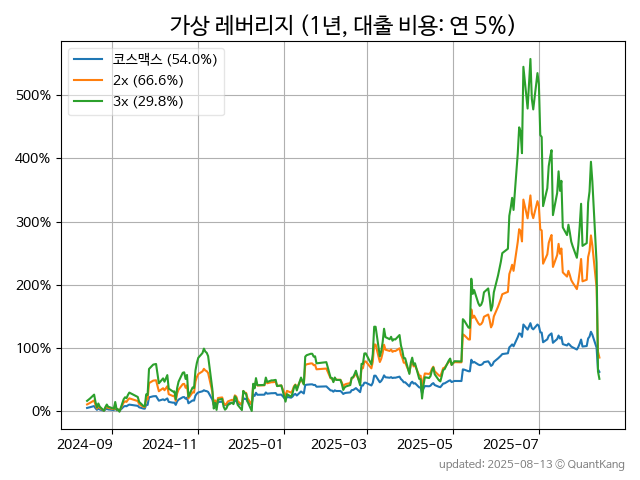 가상 레버리지 (1년, 대출 비용: 연 5%)
코스맥스 (54.0%)
2x (66.6%)
3x (29.8%)
500%
400%
300%
200%
100%
0%
2024-09 2024-11 2025-01 2025-03 2025-05 2025-07
updated: 2025-08-13 © QuantKang